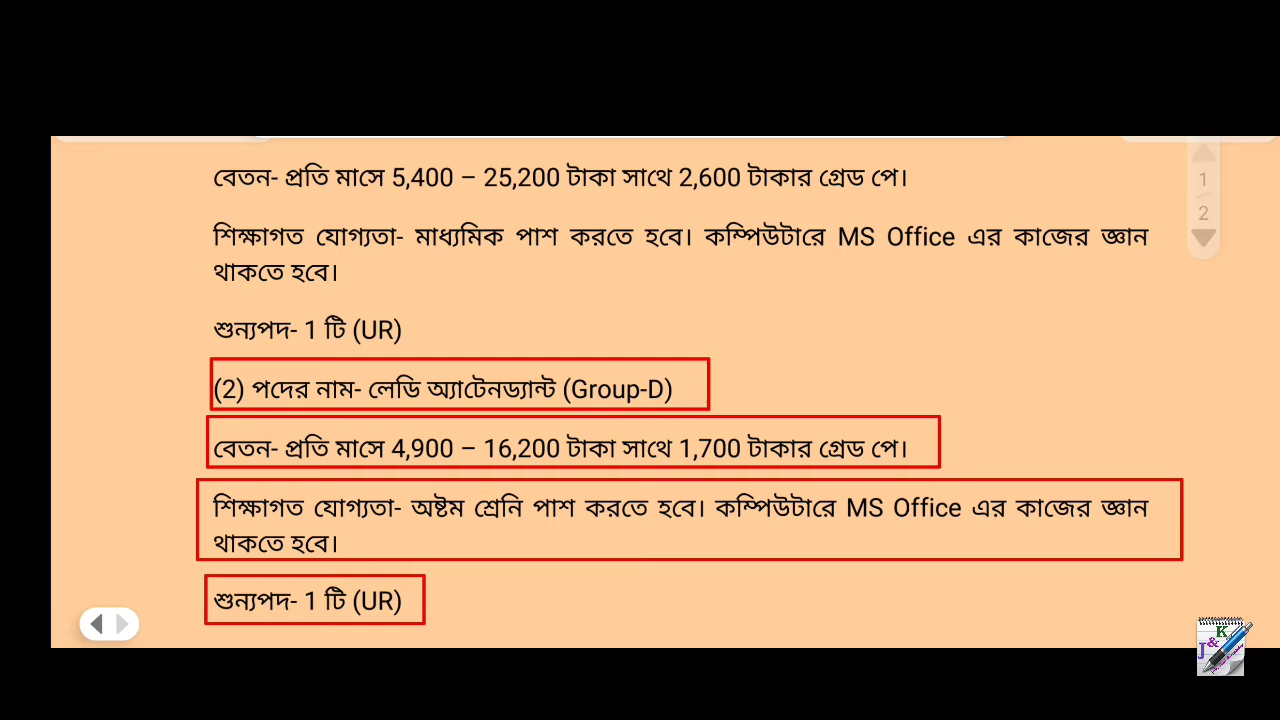 বেতন- প্রতি মাসে 5,400 – 25,200 টাকা সাথে 2,600 টাকার গ্রেড পে।
শিক্ষাগত যোগ্যতা- মাধ্যমিক পাশ করতে হবে। কম্পিউটারে MS Office এর কাজের জ্ঞান
থাকতে হবে।
শুন্যপদ- 1 টি (UR)
(2) পদের নাম- লেডি অ্যাটেনড্যান্ট (Group-D)
বেতন- প্রতি মাসে 4,900 – 16,200 টাকা সাথে 1,700 টাকার গ্রেড পে।
শিক্ষাগত যোগ্যতা- অষ্টম শ্রেনি পাশ করতে হবে। কম্পিউটারে MS Office এর কাজের জ্ঞান
থাকতে হবে।
শুন্যপদ- 1 টি (UR)
1
2
J&K